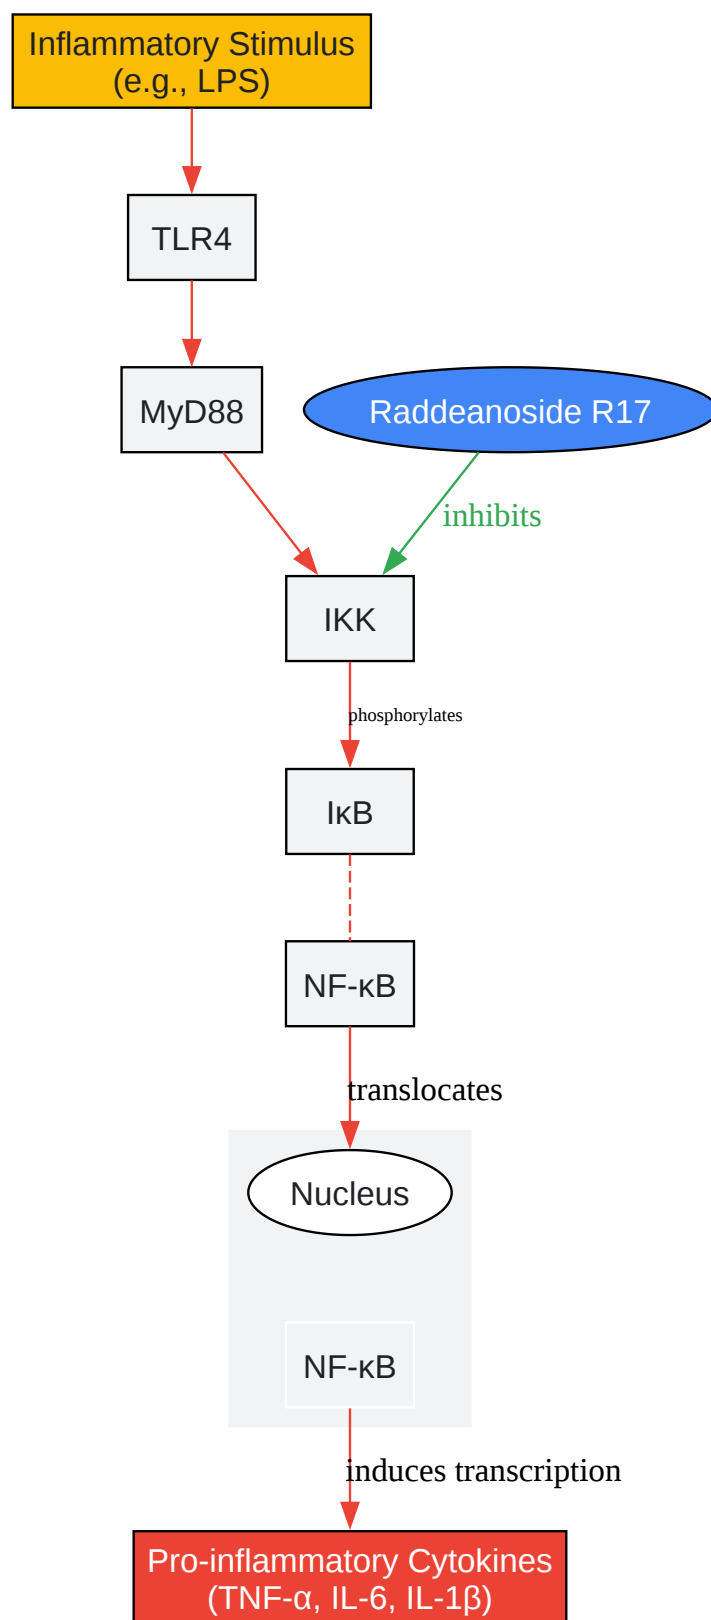 Inflammatory Stimulus
(e.g., LPS)
TLR4
MyD88
Raddeanoside R17
inhibits
IKK
phosphorylates
IκB
NF-κB
translocates
Nucleus
NF-κB
induces transcription
Pro-inflammatory Cytokines
(TNF-α, IL-6, IL-1β)